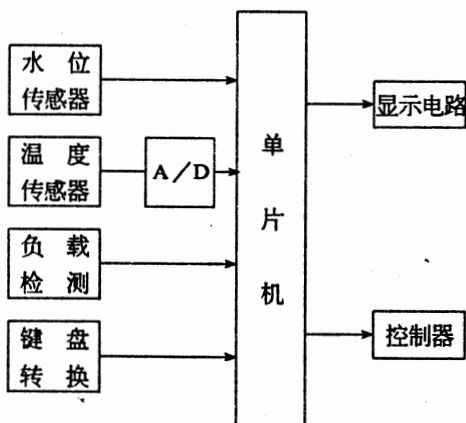 水 位
传感器
温 度
传感器
A/D
负 载
检 测
键 盘
转 换
单
片
机
显示电路
控制器